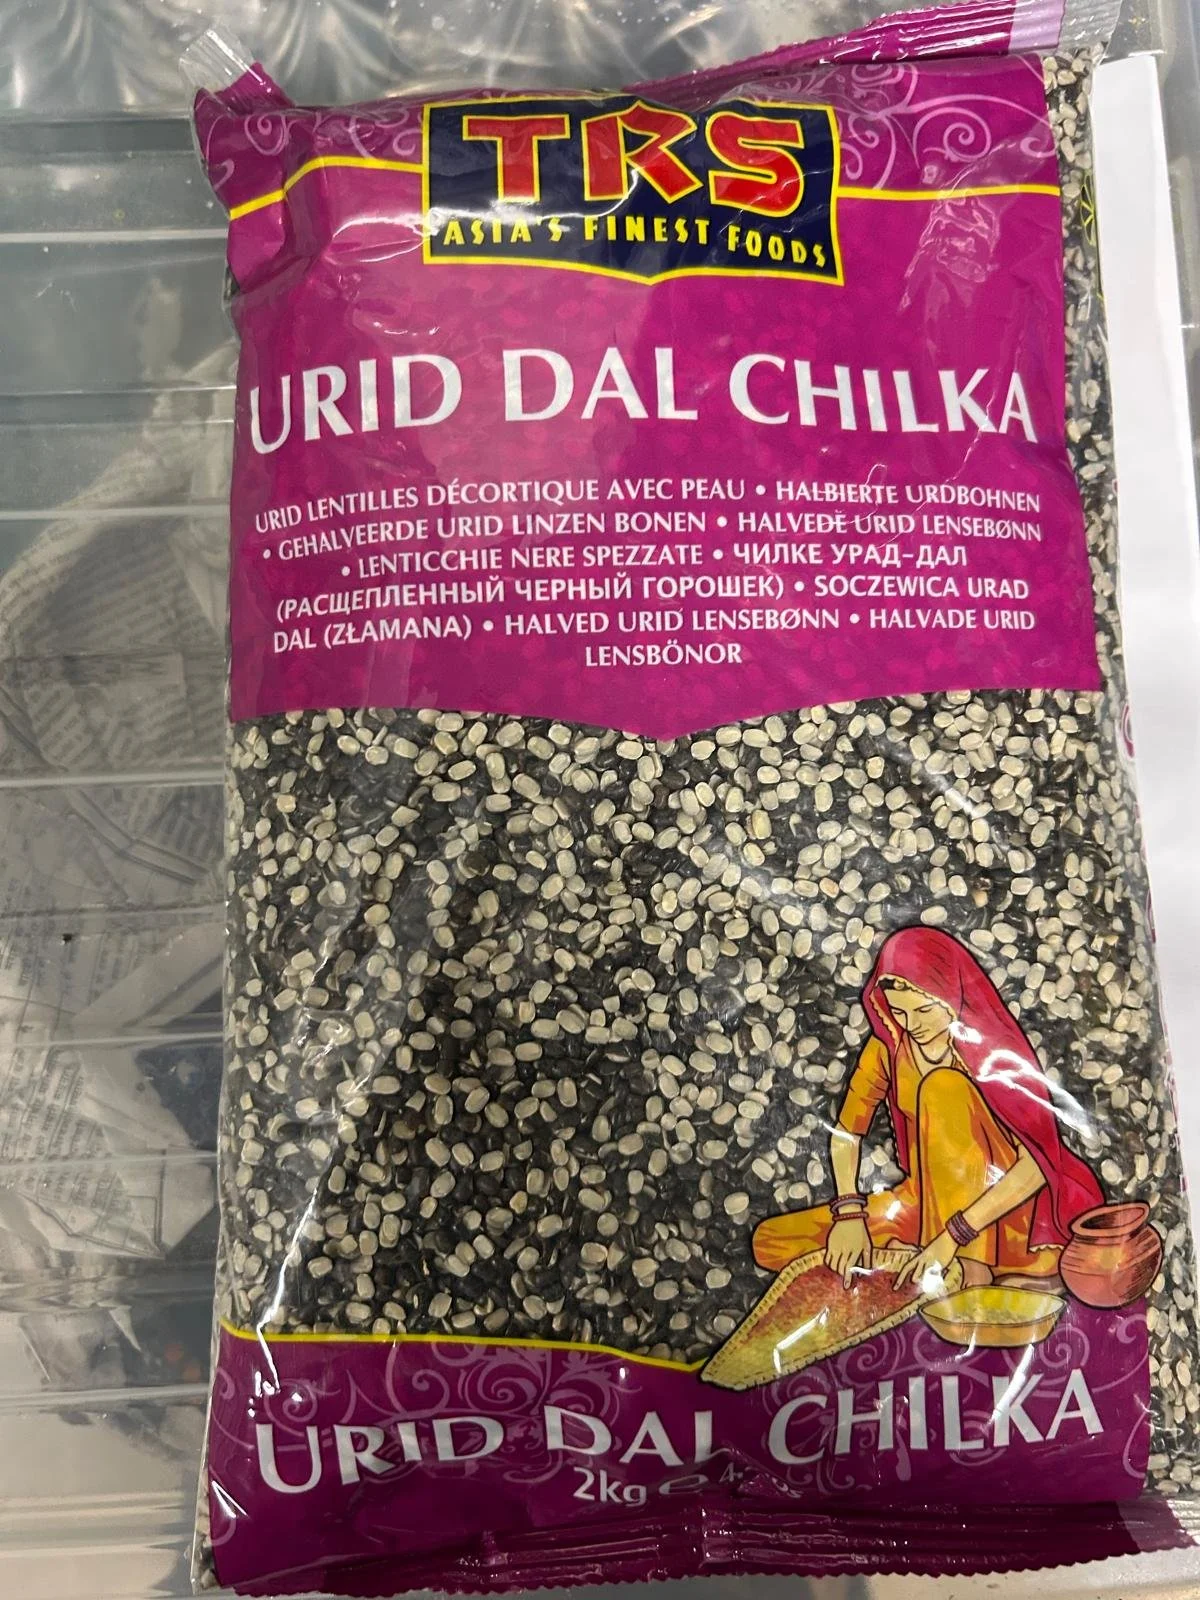 TRS
ASIA'S FINEST FOODS
URID DAL CHILKA
URID LENTILLES DÉCORTIQUE AVEC PEAU • HALBIERTE URDBOHNEN
• GEHALVEERDE URID LINZEN BONEN • HALVEDE URID LENSEBØNN
• LENTICCHIE NERE SPEZZATE • ЧИЛКЕ УРАД-ДАЛ
(РАСЩЕПЛЕННЫЙ ЧЕРНЫЙ ГОРОШЕК) • SOCZEWICA URAD
DAL (ZŁAMANA) • HALVED URID LENSEBØNN • HALVADE URID
LENSBÖNOR
URID DAL CHILKA
2kg ℮